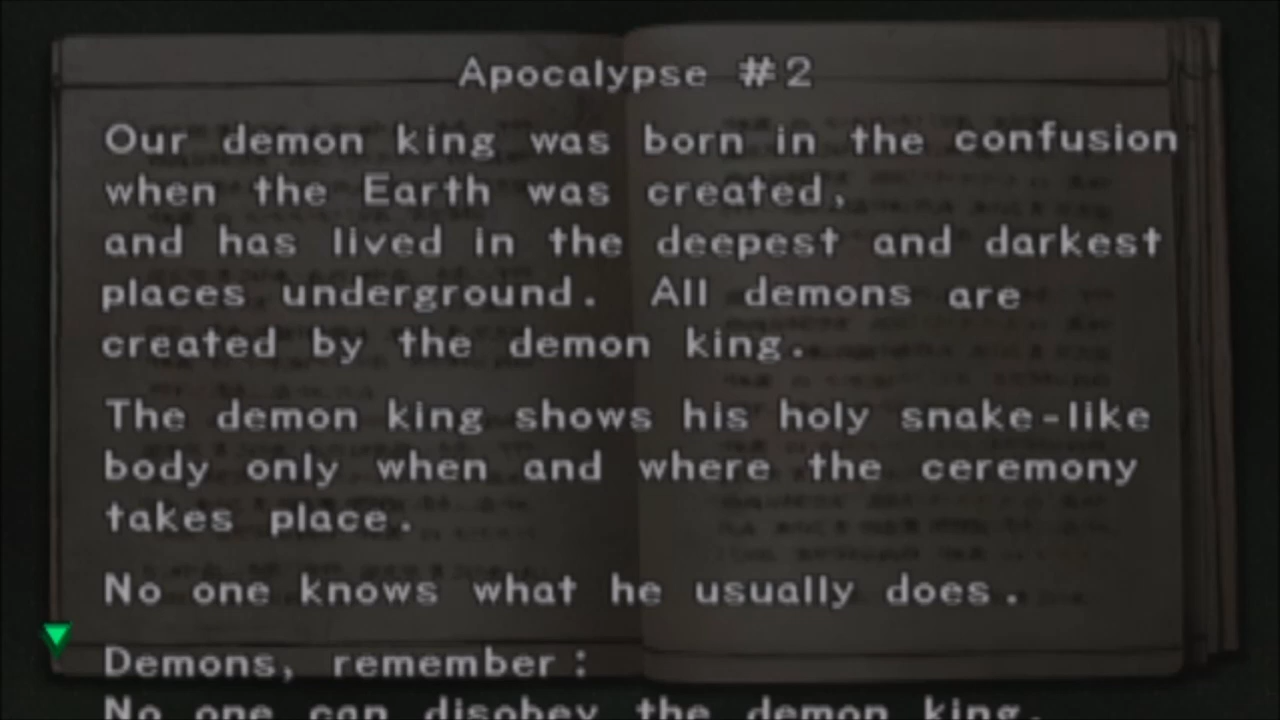 Apocalypse #2
Our demon king was born in the confusion
when the Earth was created,
and has lived in the deepest and darkest
places underground. All demons are
created by the demon king.
The demon king shows his holy snake-like
body only when and where the ceremony
takes place.
No one knows what he usually does.
Demons, remember:
No one can disobey the demon king.